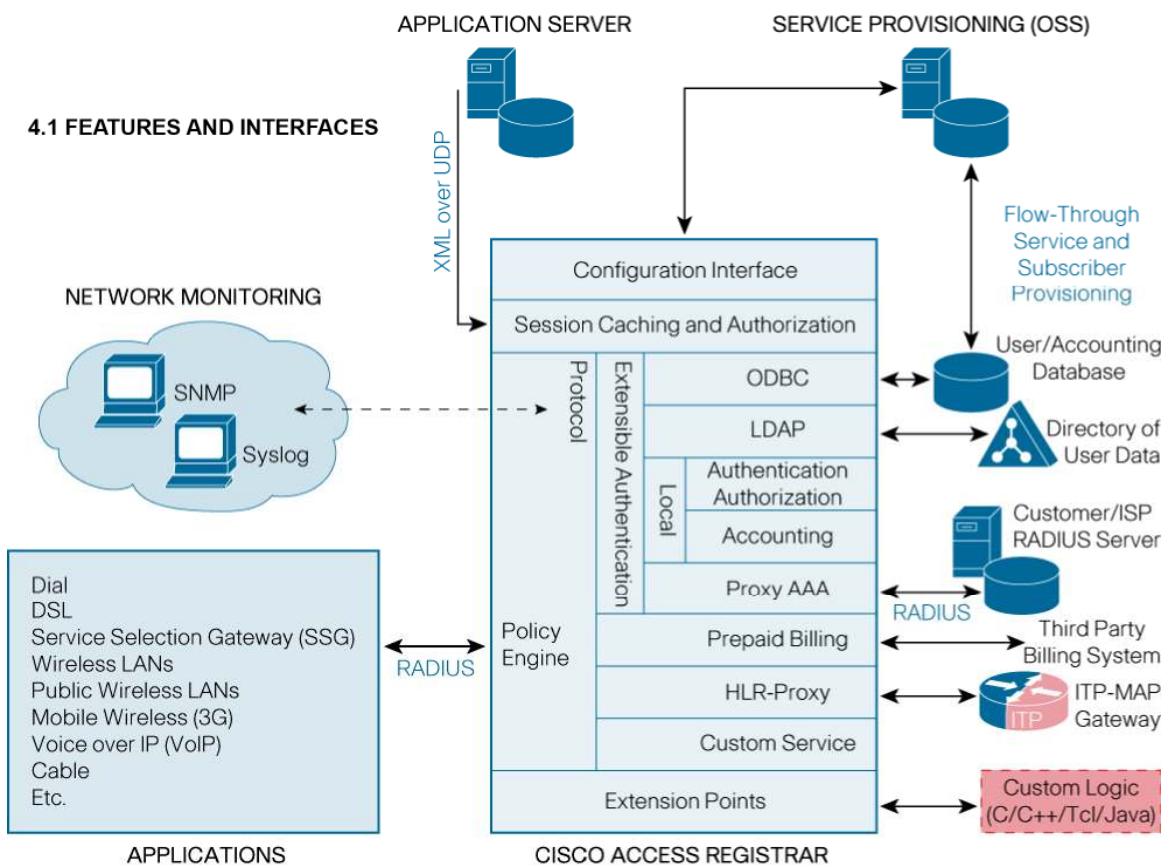 APPLICATION SERVER
SERVICE PROVISIONING (OSS)
4.1 FEATURES AND INTERFACES
XML over UDP
Flow-Through
Service and
Subscriber
Provisioning
NETWORK MONITORING
SNMP
Syslog
Configuration Interface
Session Caching and Authorization
Protocol
Extensible Authentication
ODBC
LDAP
Local
Authentication
Authorization
Accounting
Proxy AAA
Policy
Engine
Prepaid Billing
HLR-Proxy
Custom Service
Extension Points
User/Accounting
Database
Directory of
User Data
Customer/ISP
RADIUS Server
RADIUS
Third Party
Billing System
ITP
ITP-MAP
Gateway
Custom Logic
(C/C++/Tcl/Java)
Dial
DSL
Service Selection Gateway (SSG)
Wireless LANs
Public Wireless LANs
Mobile Wireless (3G)
Voice over IP (VoIP)
Cable
Etc.
RADIUS
APPLICATIONS
CISCO ACCESS REGISTRAR